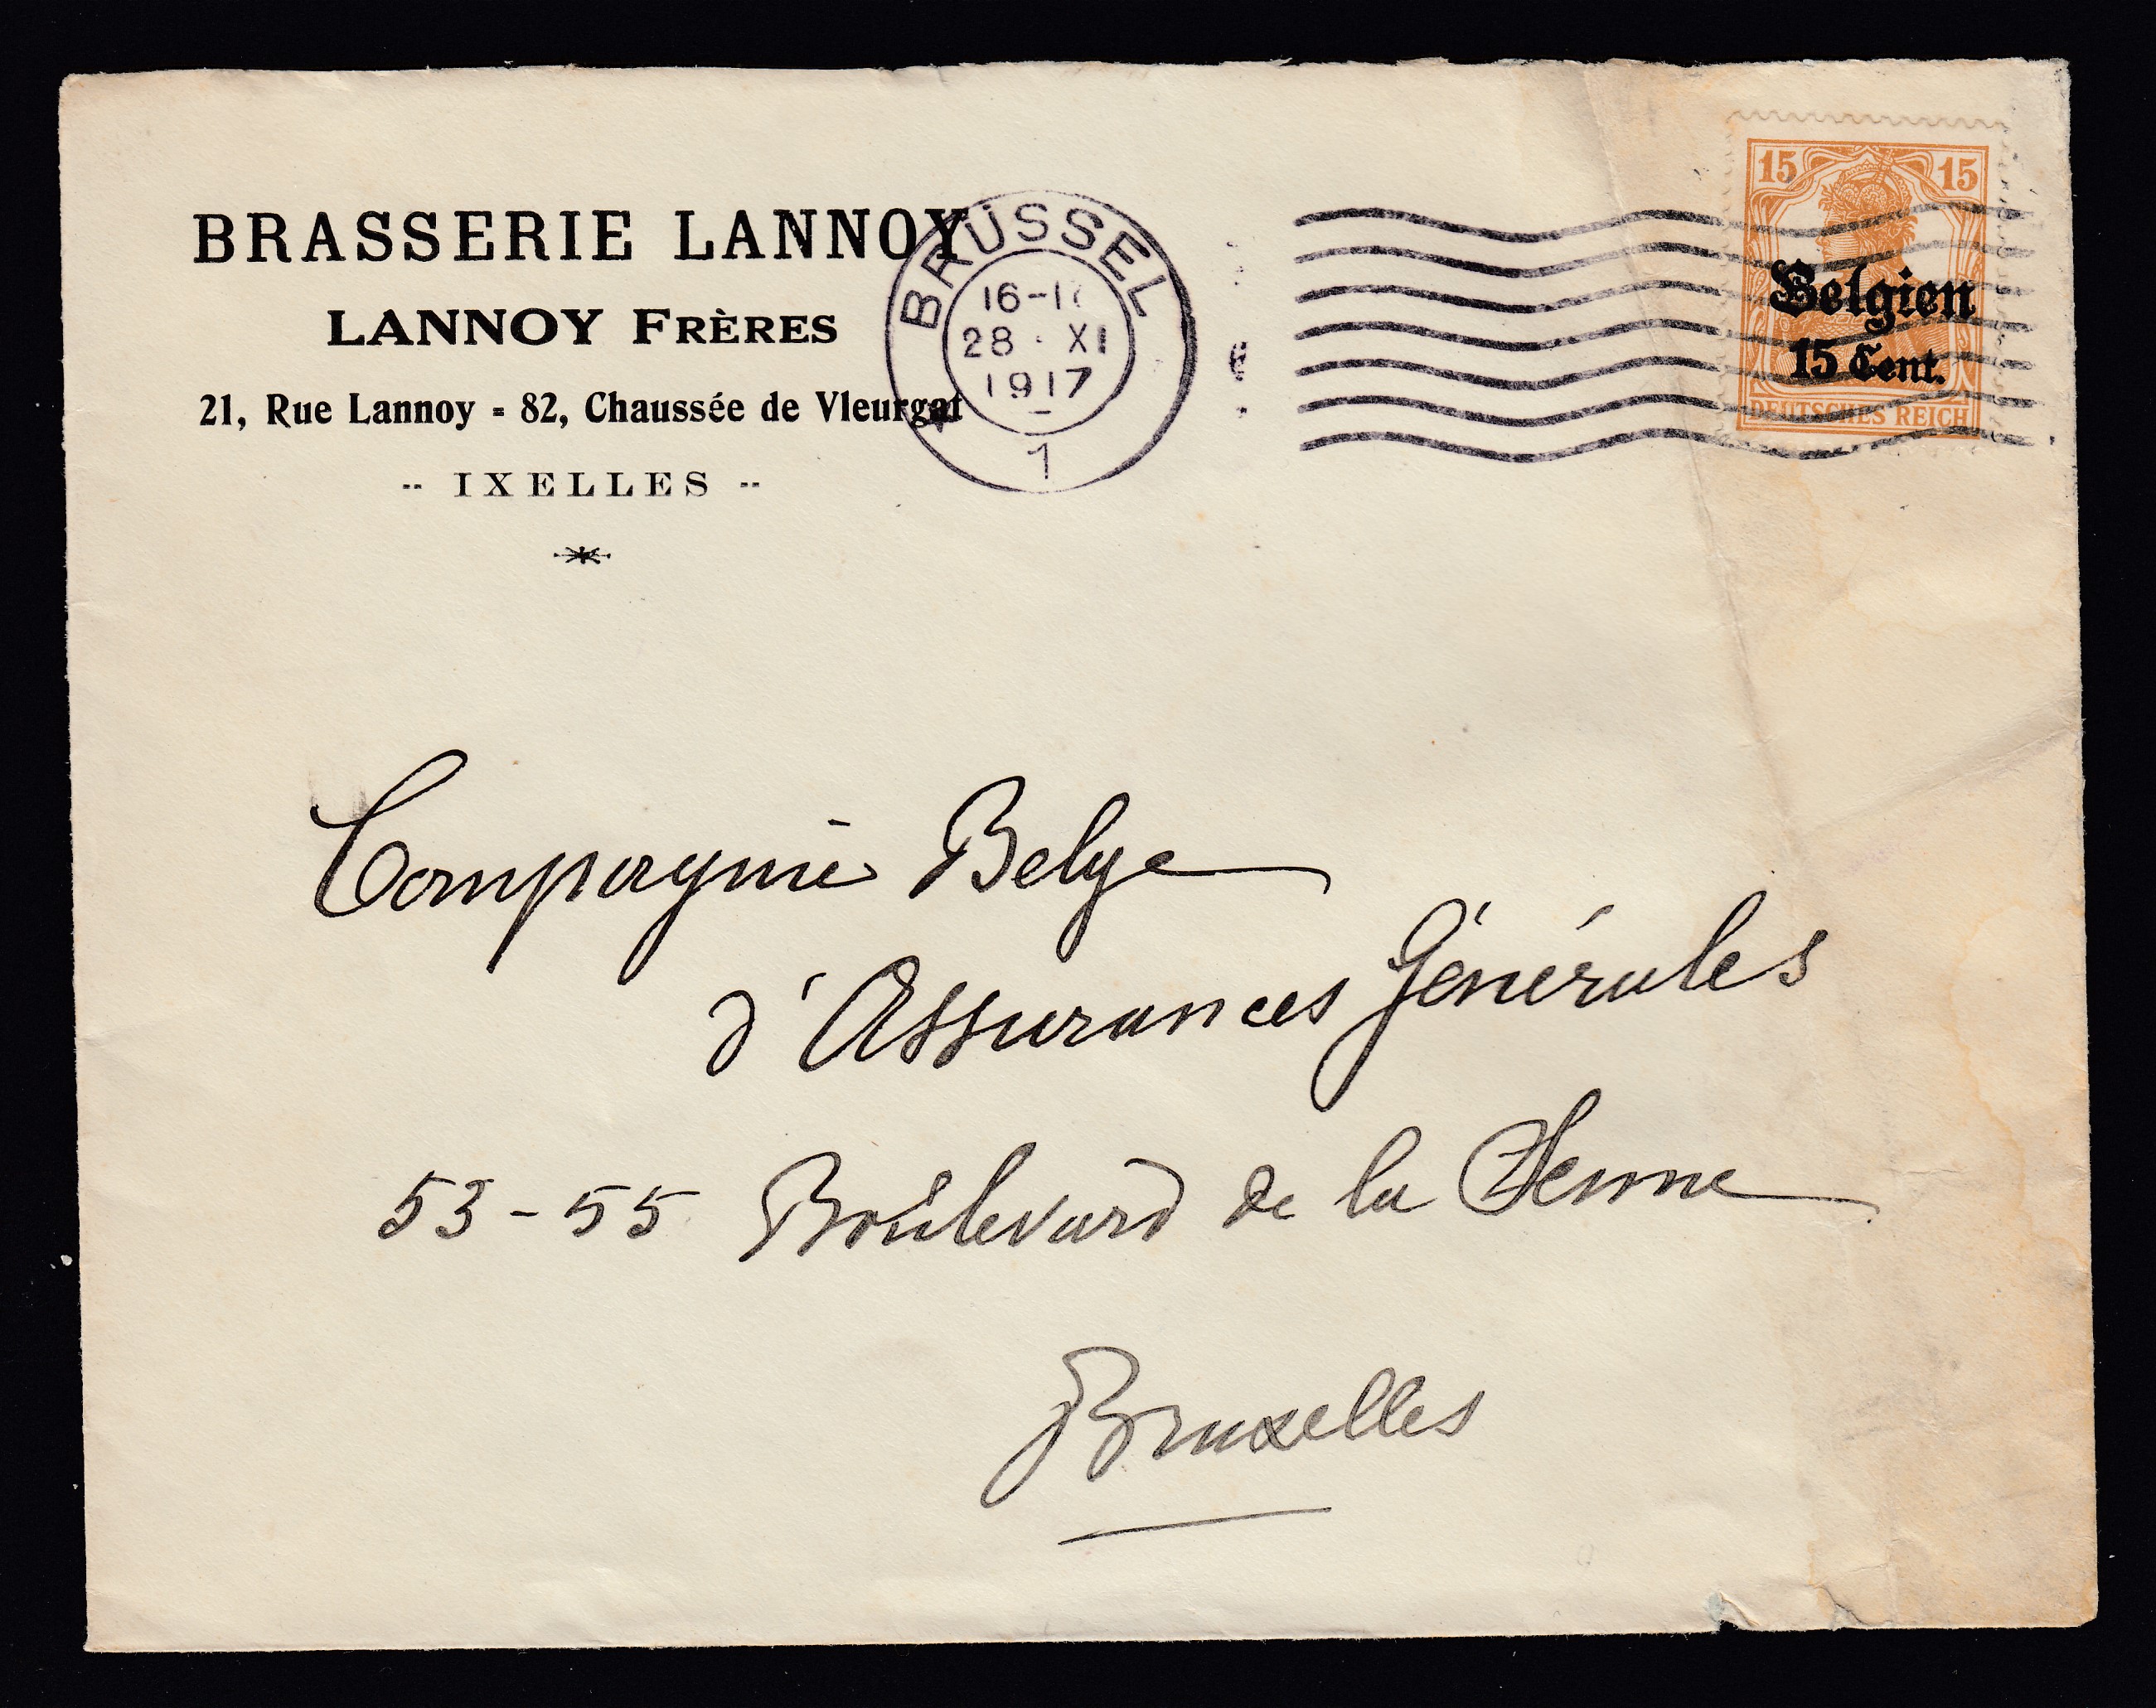 BRASSERIE LANNOY
LANNOY FRÈRES
21, Rue Lannoy - 82, Chaussée de Vleurgat
-- IXELLES --
BRÜSSEL
28 · XI
1917
1
15 15
Belgien
15 Cent.
DEUTSCHES REICH
Compagnie Belge
d'Assurances Générales
53-55 Boulevard de la Senne
Bruxelles